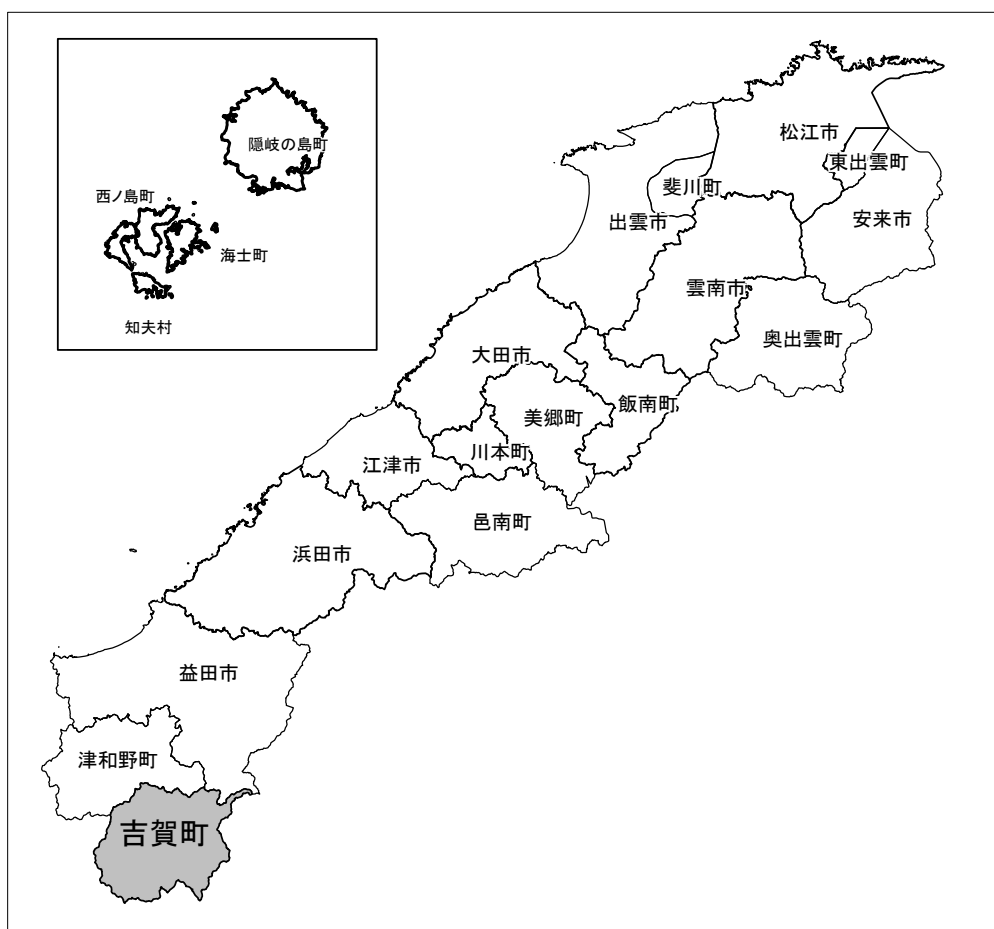 隠岐の島町
西ノ島町
海士町
知夫村
松江市
東出雲町
斐川町
安来市
出雲市
雲南市
奥出雲町
大田市
飯南町
美郷町
川本町
江津市
邑南町
浜田市
益田市
津和野町
吉賀町